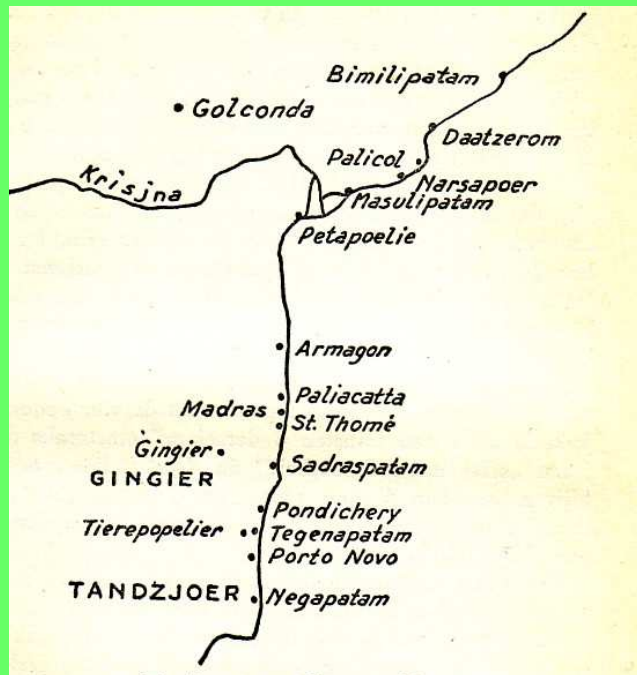 Bimilipatam
Golconda
Daatzerom
Palicol
Narsapoer
Krisjna
Masulipatam
Petapoelie
Armagon
Paliacatta
Madras
St. Thomé
Gingier
Sadraspatam
GINGIER
Pondichery
Tierepopelier
Tegenapatam
Porto Novo
TANDZJOER
Negapatam